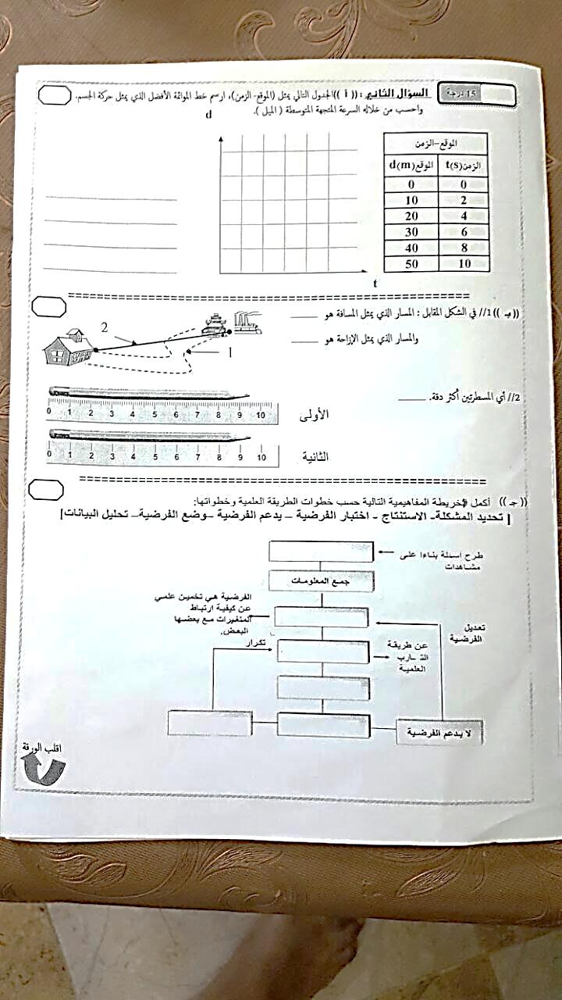 15 درجة
السؤال الثاني : (( أ ))الجدول التالي يمثل (الموقع-الزمن)، ارسم خط الموائمة الأفضل الذي يمثل حركة الجسم.
واحسب من خلاله السرعة المتجهة المتوسطة ( الميل ).
d
الموقع-الزمن
الزمن t(s) الموقع d(m)
0 0
2 10
4 20
6 30
8 40
10 50
t
(( بـ ))1// في الشكل المقابل : المسار الذي يمثل المسافة هو ____
والمسار الذي يمثل الإزاحة هو ____
2
1
2// أي المسطرتين أكثر دقة. ____
0 1 2 3 4 5 6 7 8 9 10
الأولى
0 1 2 3 4 5 6 7 8 9 10
الثانية
(( جـ )) أكمل الخريطة المفاهيمية التالية حسب خطوات الطريقة العلمية وخطواتها:
[ تحديد المشكلة- الاستنتاج - اختبار الفرضية – يدعم الفرضية –وضع الفرضية– تحليل البيانات]
طرح اسئلة بناءا على
مشاهدات
جمع المعلومات
الفرضية هي تخمين علمي
عن كيفية ارتباط
المتغيرات مع بعضها
البعض.
تعديل
الفرضية
تكرار
عن طريقة
العلمية
لا يدعم الفرضية
اقلب الورقة